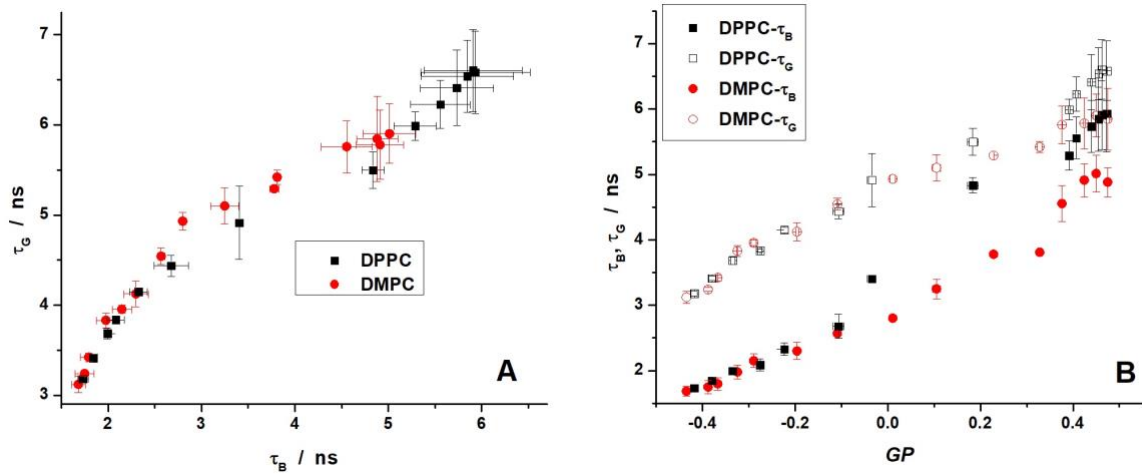 7
6
5
4
3
2
3
4
5
6
τG / ns
τB / ns
DPPC
DMPC
A
DPPC-τB
DPPC-τG
DMPC-τB
DMPC-τG
7
6
5
4
3
2
-0.4
-0.2
0.0
0.2
0.4
τB, τG / ns
GP
B